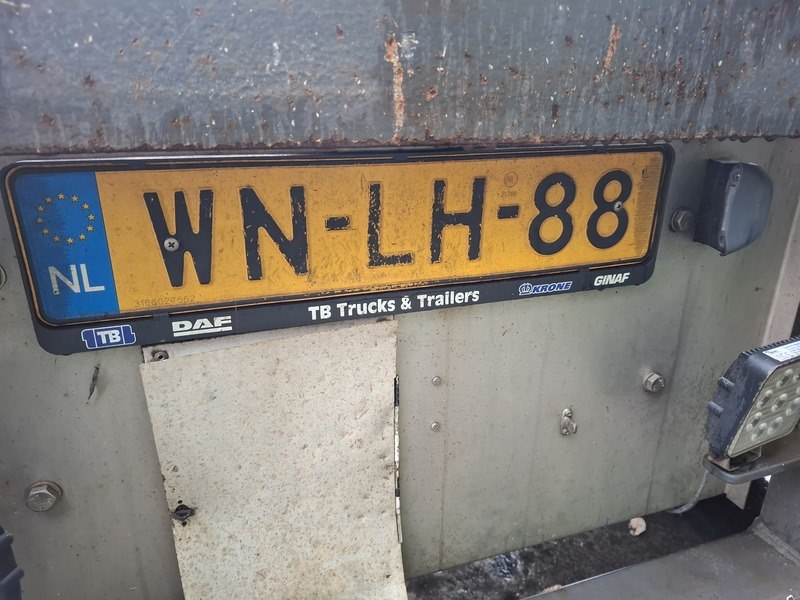 NL WN-LH-88
TB DAF TB Trucks & Trailers KRONE GINAF